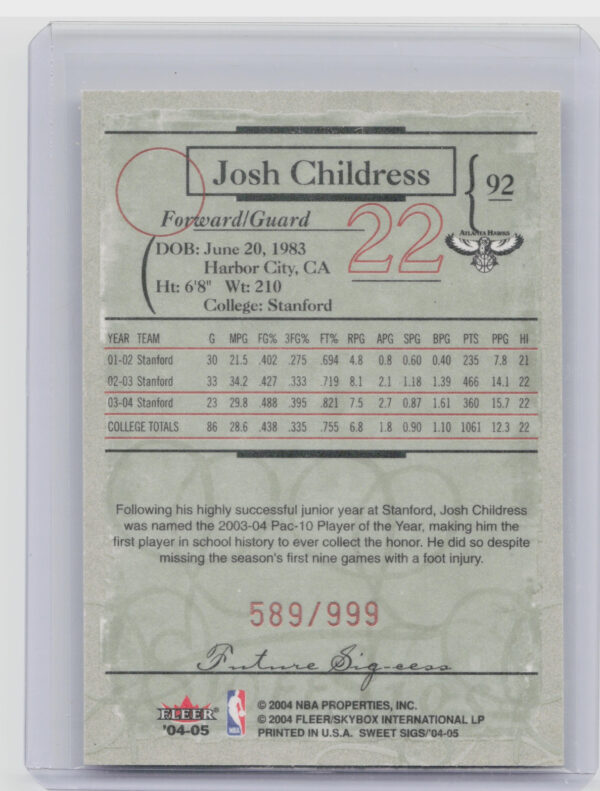 Josh Childress
92
Forward/Guard
22
ATLANTA HAWKS
DOB: June 20, 1983
Harbor City, CA
Ht: 6'8" Wt: 210
College: Stanford
YEAR TEAM G MPG FG% 3FG% FT% RPG APG SPG BPG PTS PPG HI
01-02 Stanford 30 21.5 .402 .275 .694 4.8 0.8 0.60 0.40 235 7.8 21
02-03 Stanford 33 34.2 .427 .333 .719 8.1 2.1 1.18 1.39 466 14.1 22
03-04 Stanford 23 29.8 .488 .395 .821 7.5 2.7 0.87 1.61 360 15.7 22
COLLEGE TOTALS 86 28.6 .438 .335 .755 6.8 1.8 0.90 1.10 1061 12.3 22
Following his highly successful junior year at Stanford, Josh Childress
was named the 2003-04 Pac-10 Player of the Year, making him the
first player in school history to ever collect the honor. He did so despite
missing the season's first nine games with a foot injury.
589/999
Future Sig-cess
FLEER
'04-05
NBA
© 2004 NBA PROPERTIES, INC.
© 2004 FLEER/SKYBOX INTERNATIONAL LP
PRINTED IN U.S.A. SWEET SIGS/'04-05